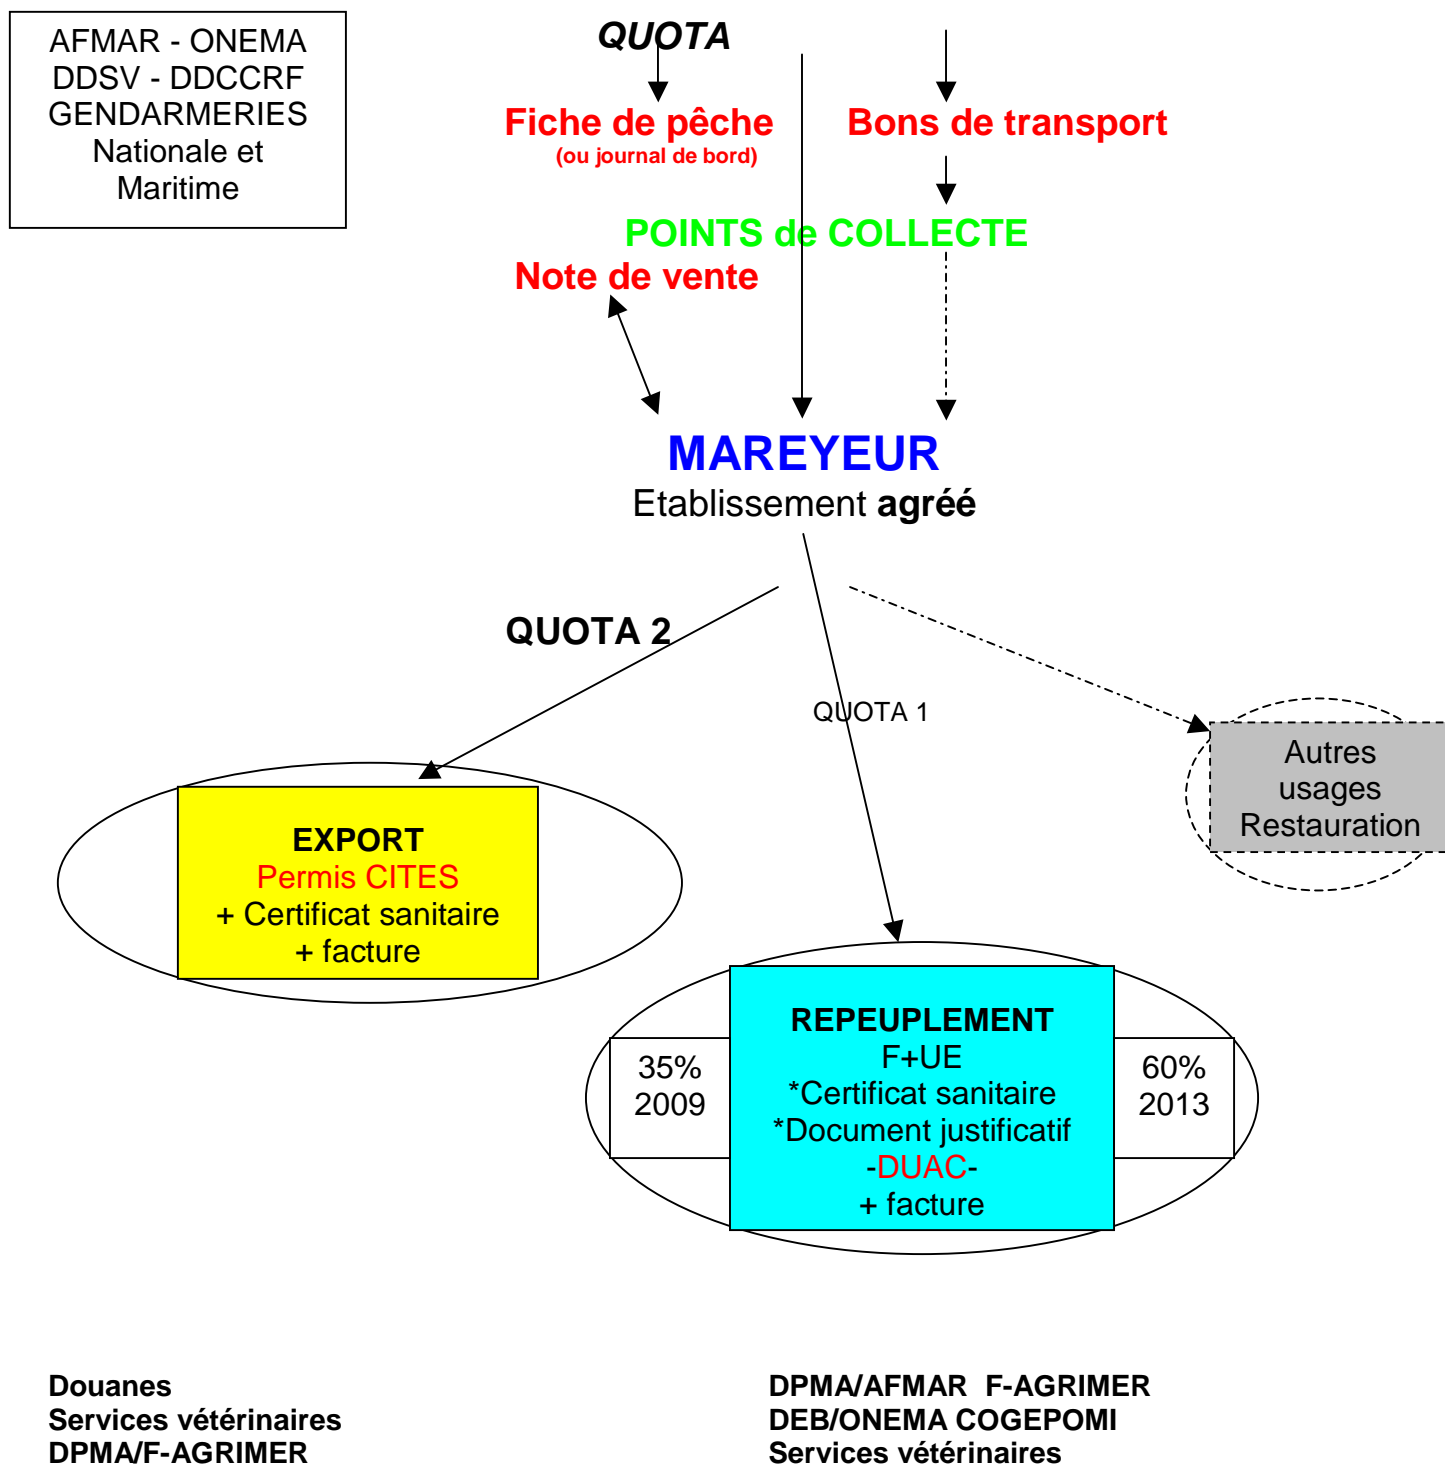 AFMAR - ONEMA
DDSV - DDCCRF
GENDARMERIES
Nationale et
Maritime
QUOTA
Fiche de pêche
(ou journal de bord)
Bons de transport
POINTS de COLLECTE
Note de vente
MAREYEUR
Etablissement agréé
QUOTA 2
QUOTA 1
Autres
usages
Restauration
EXPORT
Permis CITES
+ Certificat sanitaire
+ facture
35%
2009
REPEUPLEMENT
F+UE
*Certificat sanitaire
*Document justificatif
-DUAC-
+ facture
60%
2013
Douanes
Services vétérinaires
DPMA/F-AGRIMER
DPMA/AFMAR  F-AGRIMER
DEB/ONEMA COGEPOMI
Services vétérinaires